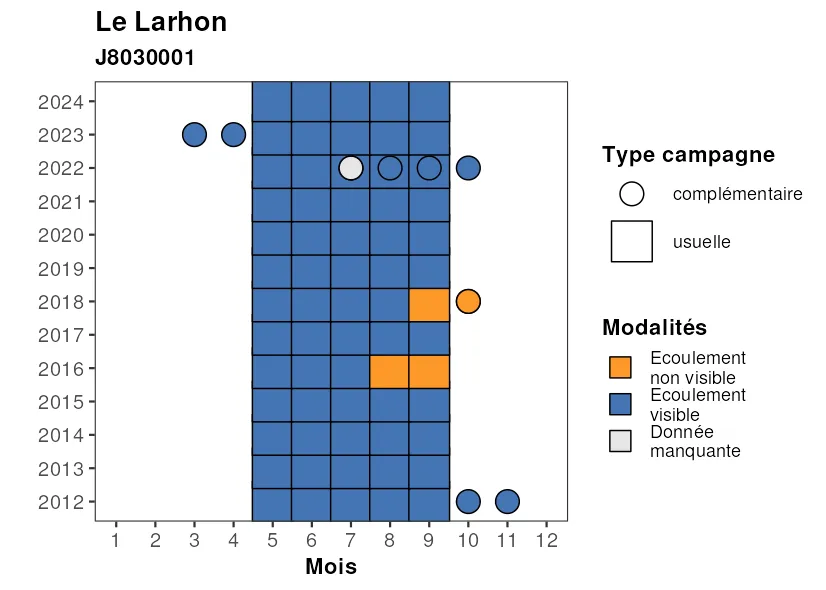 Le Larhon
J8030001
2024
2023
2022
2021
2020
2019
2018
2017
2016
2015
2014
2013
2012
1 2 3 4 5 6 7 8 9 10 11 12
Mois
Type campagne
complémentaire
usuelle
Modalités
Ecoulement
non visible
Ecoulement
visible
Donnée
manquante